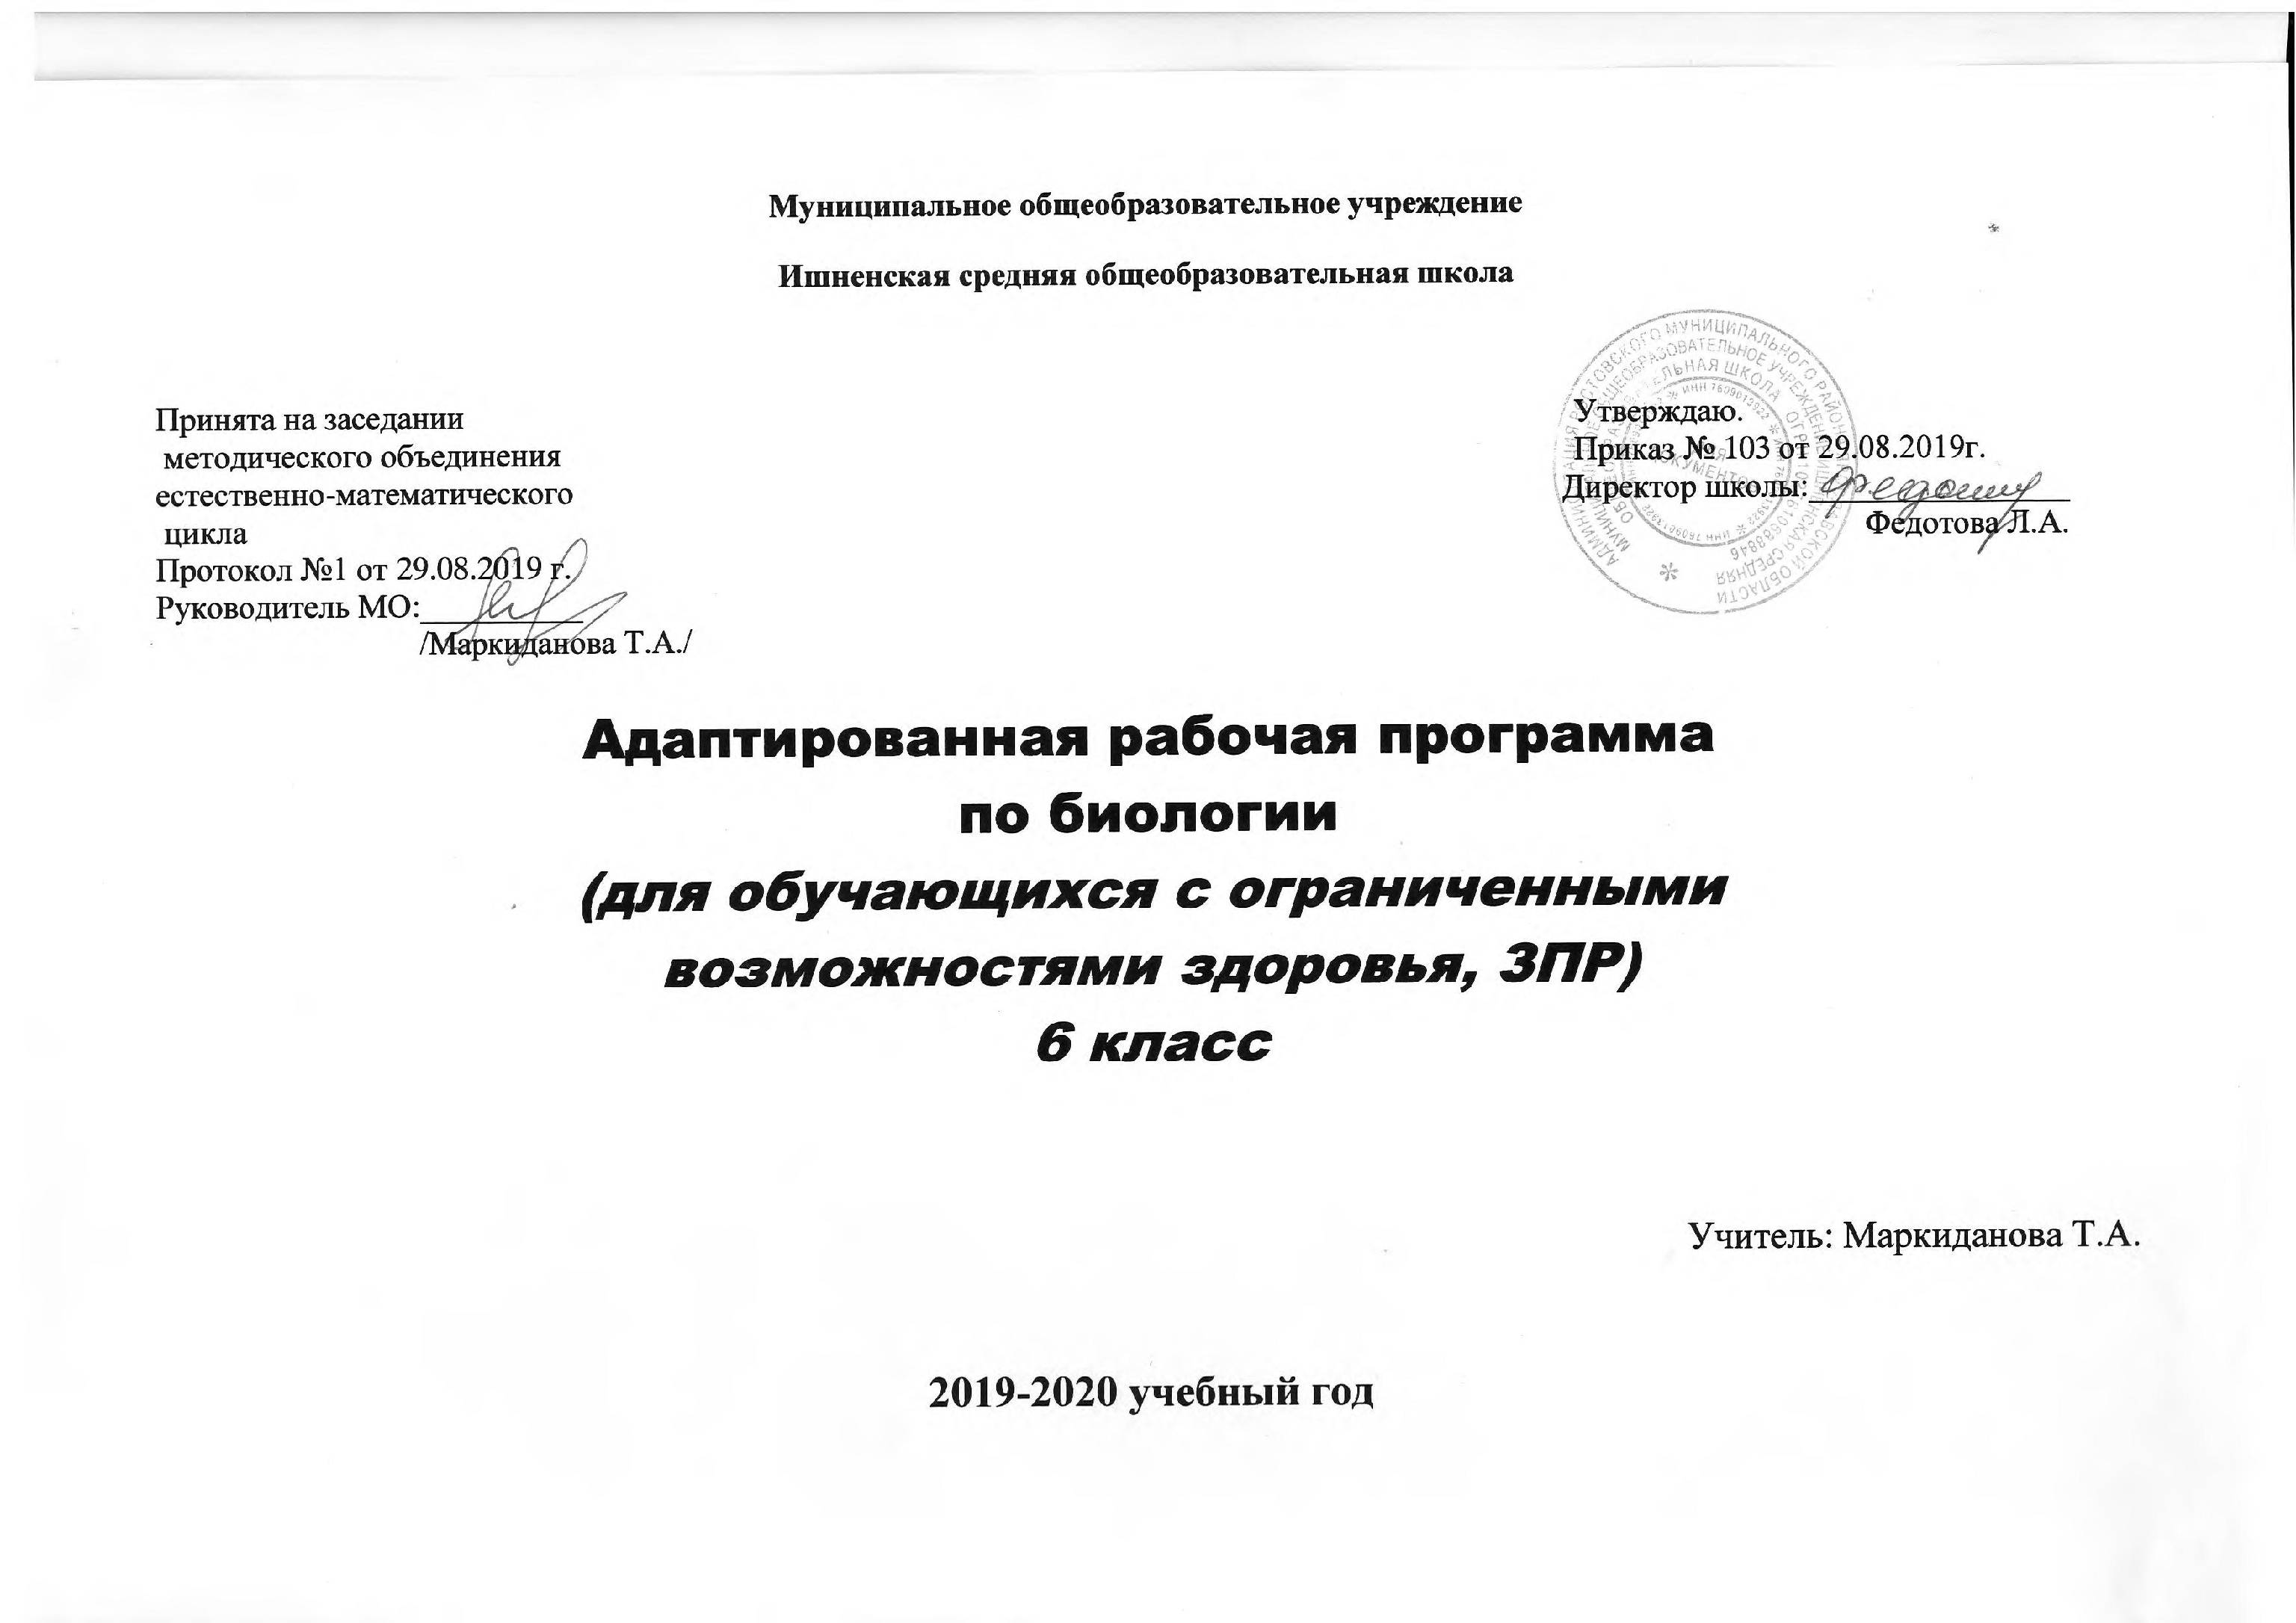 Муниципальное общеобразовательное учреждение
Ишненская средняя общеобразовательная школа
Принята на заседании
методического объединения
естественно-математического
цикла
Протокол №1 от 29.08.2019 г.
Руководитель МО:____________
/Маркиданова Т.А./
Утверждаю.
Приказ № 103 от 29.08.2019г.
Директор школы:________________
Федотова Л.А.
Адаптированная рабочая программа
по биологии
(для обучающихся с ограниченными
возможностями здоровья, ЗПР)
6 класс
Учитель: Маркиданова Т.А.
2019-2020 учебный год